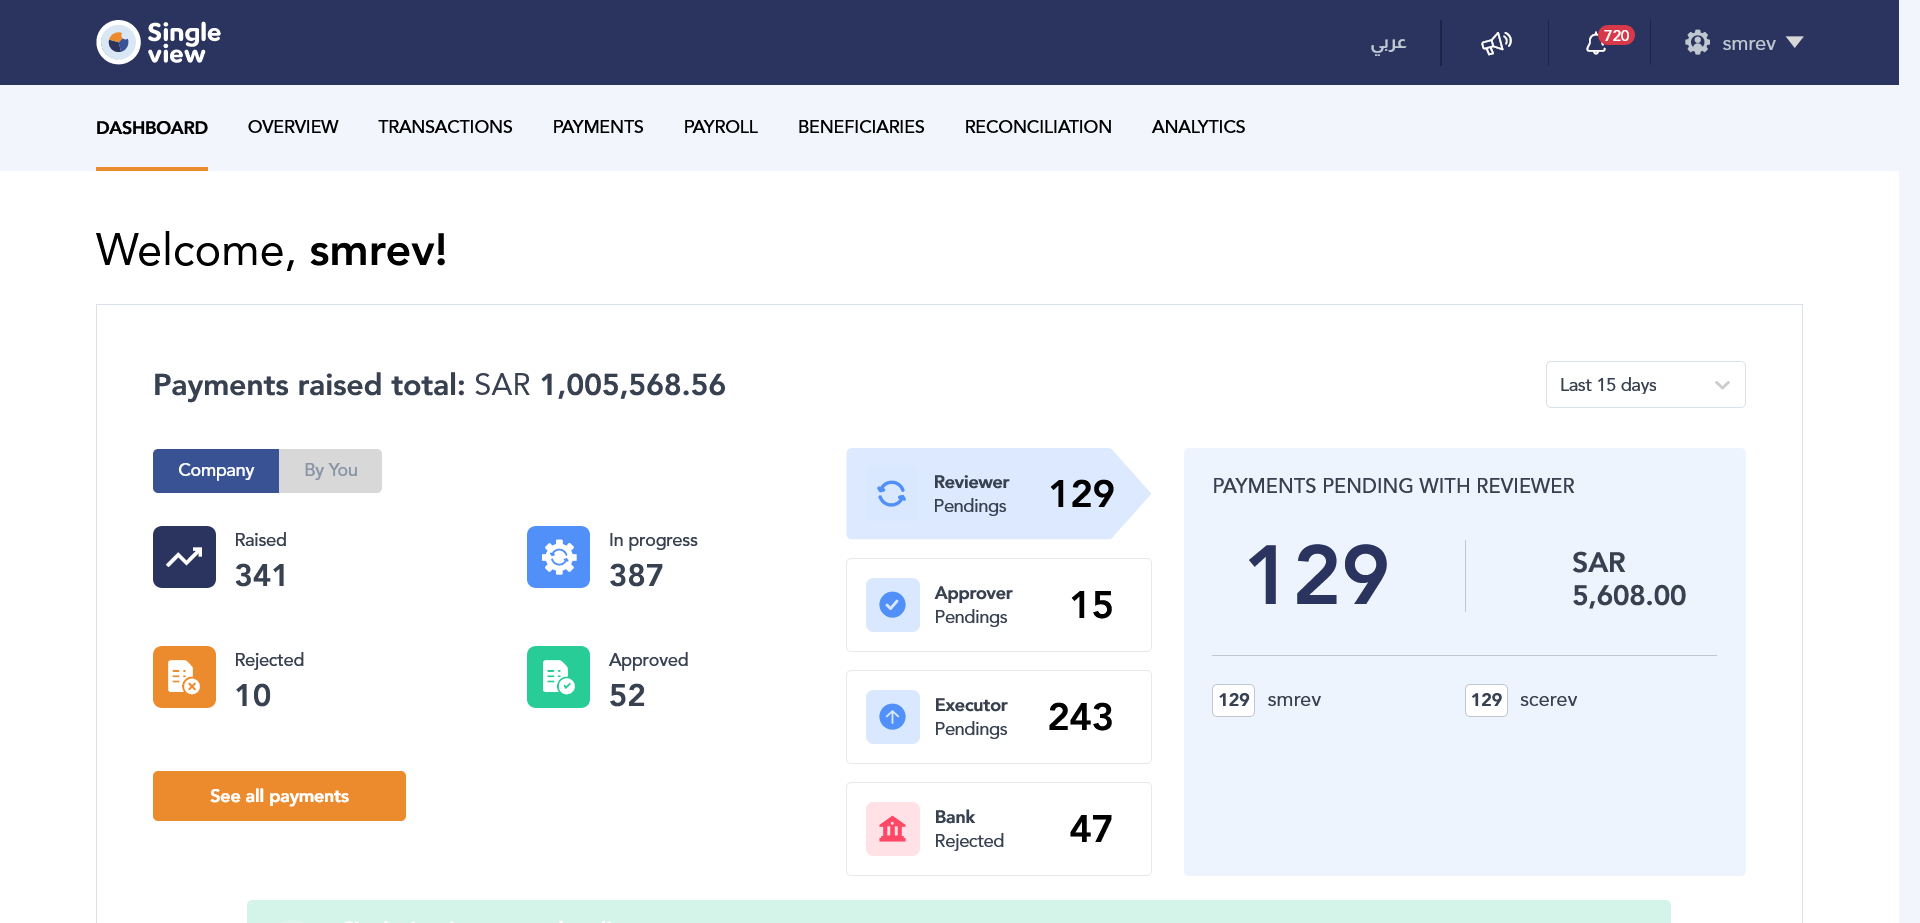 Single
view
عربي
720
smrev
DASHBOARD
OVERVIEW
TRANSACTIONS
PAYMENTS
PAYROLL
BENEFICIARIES
RECONCILIATION
ANALYTICS
Welcome, smrev!
Payments raised total: SAR 1,005,568.56
Last 15 days
Company
By You
Raised
341
In progress
387
Rejected
10
Approved
52
See all payments
Reviewer
Pendings
129
Approver
Pendings
15
Executor
Pendings
243
Bank
Rejected
47
PAYMENTS PENDING WITH REVIEWER
129
SAR
5,608.00
129 smrev
129 scerev